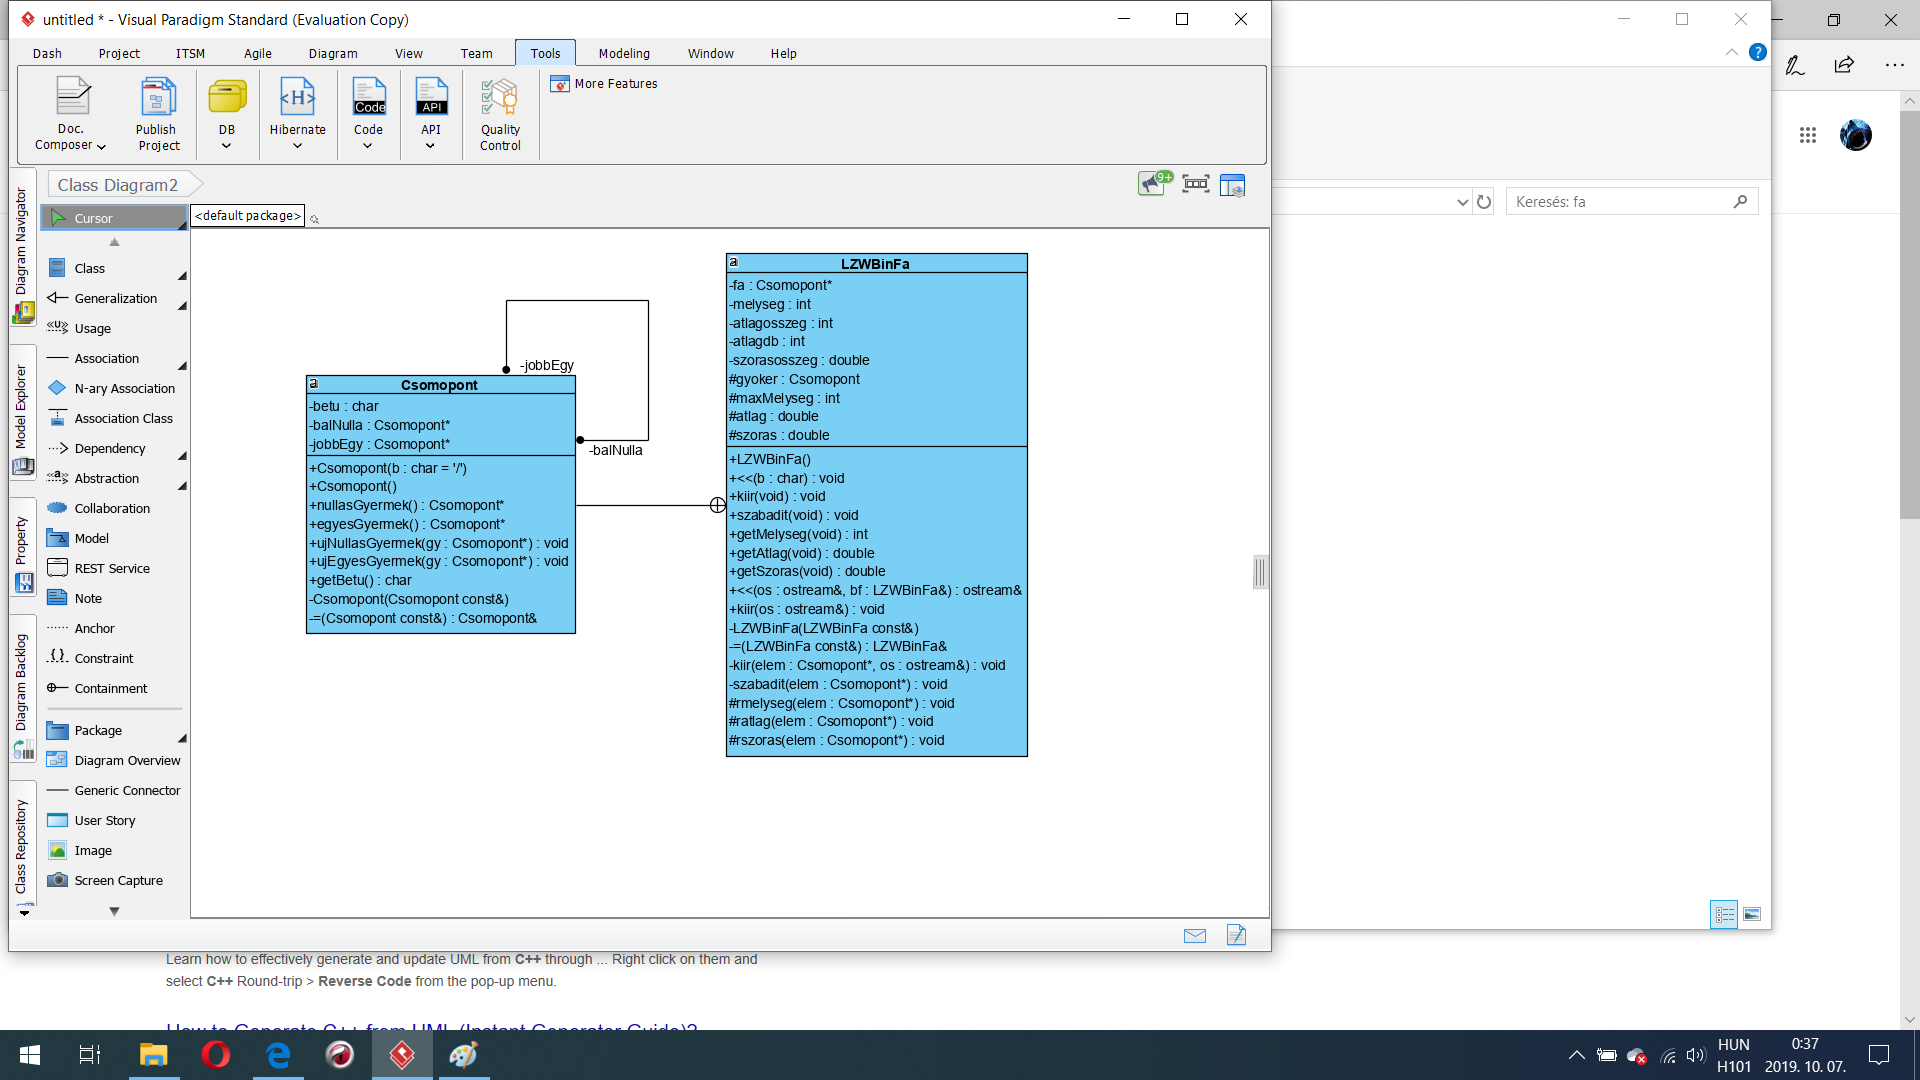 untitled * - Visual Paradigm Standard (Evaluation Copy)
Dash Project ITSM Agile Diagram View Team Tools Modeling Window Help
Doc. Composer
Publish Project
DB
Hibernate
Code
Code
API
API
Quality Control
More Features
Class Diagram2
9+
Keresés: fa
<default package>
Diagram Navigator
Model Explorer
Property
Diagram Backlog
Class Repository
Cursor
Class
Generalization
Usage
Association
N-ary Association
Association Class
Dependency
Abstraction
Collaboration
Model
REST Service
Note
Anchor
Constraint
Containment
Package
Diagram Overview
Generic Connector
User Story
Image
Screen Capture
-jobbEgy
-balNulla
Csomopont
-betu : char
-balNulla : Csomopont*
-jobbEgy : Csomopont*
+Csomopont(b : char = '/')
+Csomopont()
+nullasGyermek() : Csomopont*
+egyesGyermek() : Csomopont*
+ujNullasGyermek(gy : Csomopont*) : void
+ujEgyesGyermek(gy : Csomopont*) : void
+getBetu() : char
-Csomopont(Csomopont const&)
-=(Csomopont const&) : Csomopont&
LZWBinFa
-fa : Csomopont*
-melyseg : int
-atlagosszeg : int
-atlagdb : int
-szorasosszeg : double
#gyoker : Csomopont
#maxMelyseg : int
#atlag : double
#szoras : double
+LZWBinFa()
+<<(b : char) : void
+kiir(void) : void
+szabadit(void) : void
+getMelyseg(void) : int
+getAtlag(void) : double
+getSzoras(void) : double
+<<(os : ostream&, bf : LZWBinFa&) : ostream&
+kiir(os : ostream&) : void
-LZWBinFa(LZWBinFa const&)
-=(LZWBinFa const&) : LZWBinFa&
-kiir(elem : Csomopont*, os : ostream&) : void
-szabadit(elem : Csomopont*) : void
#rmelyseg(elem : Csomopont*) : void
#ratlag(elem : Csomopont*) : void
#rszoras(elem : Csomopont*) : void
Learn how to effectively generate and update UML from C++ through ... Right click on them and
select C++ Round-trip > Reverse Code from the pop-up menu.
How to Generate C++ from UML (Instant Generator Guide)?
HUN
H101
0:37
2019. 10. 07.